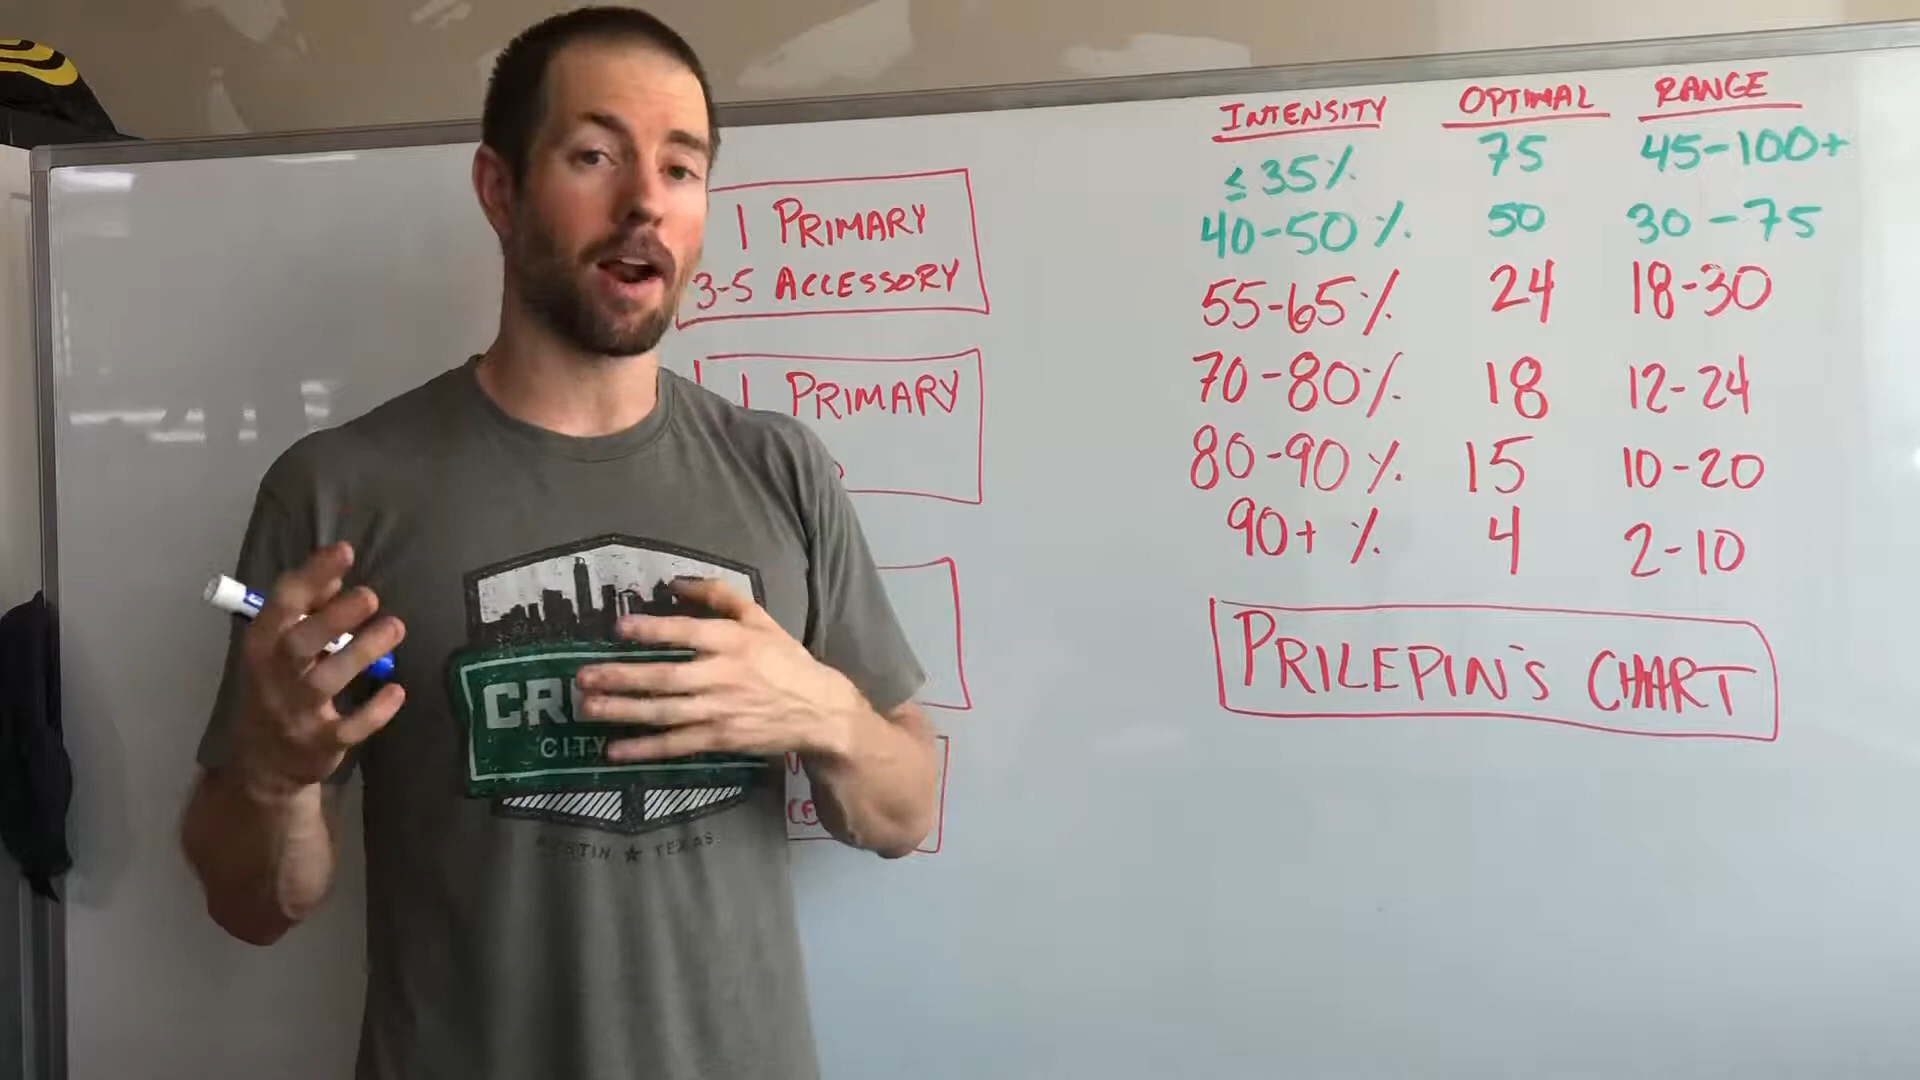 INTENSITY OPTIMAL RANGE
≤35% 75 45-100+
40-50% 50 30-75
55-65% 24 18-30
70-80% 18 12-24
80-90% 15 10-20
90+ % 4 2-10
PRILEPIN'S CHART
1 PRIMARY
3-5 ACCESSORY
1 PRIMARY
CITY
AUSTIN ★ TEXAS